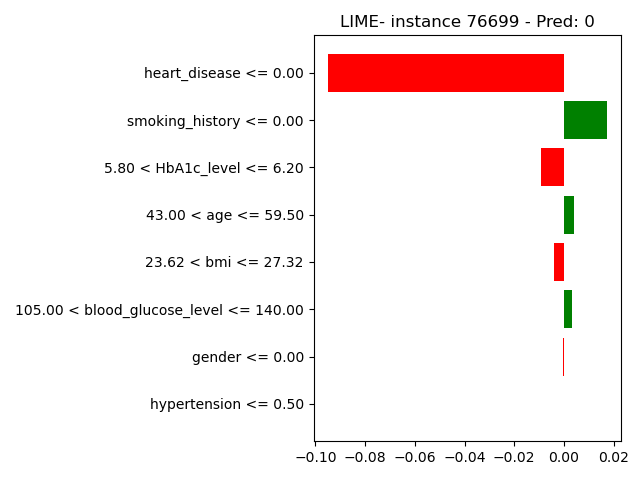 LIME- instance 76699 - Pred: 0
heart_disease <= 0.00
smoking_history <= 0.00
5.80 < HbA1c_level <= 6.20
43.00 < age <= 59.50
23.62 < bmi <= 27.32
105.00 < blood_glucose_level <= 140.00
gender <= 0.00
hypertension <= 0.50
−0.10 −0.08 −0.06 −0.04 −0.02 0.00 0.02